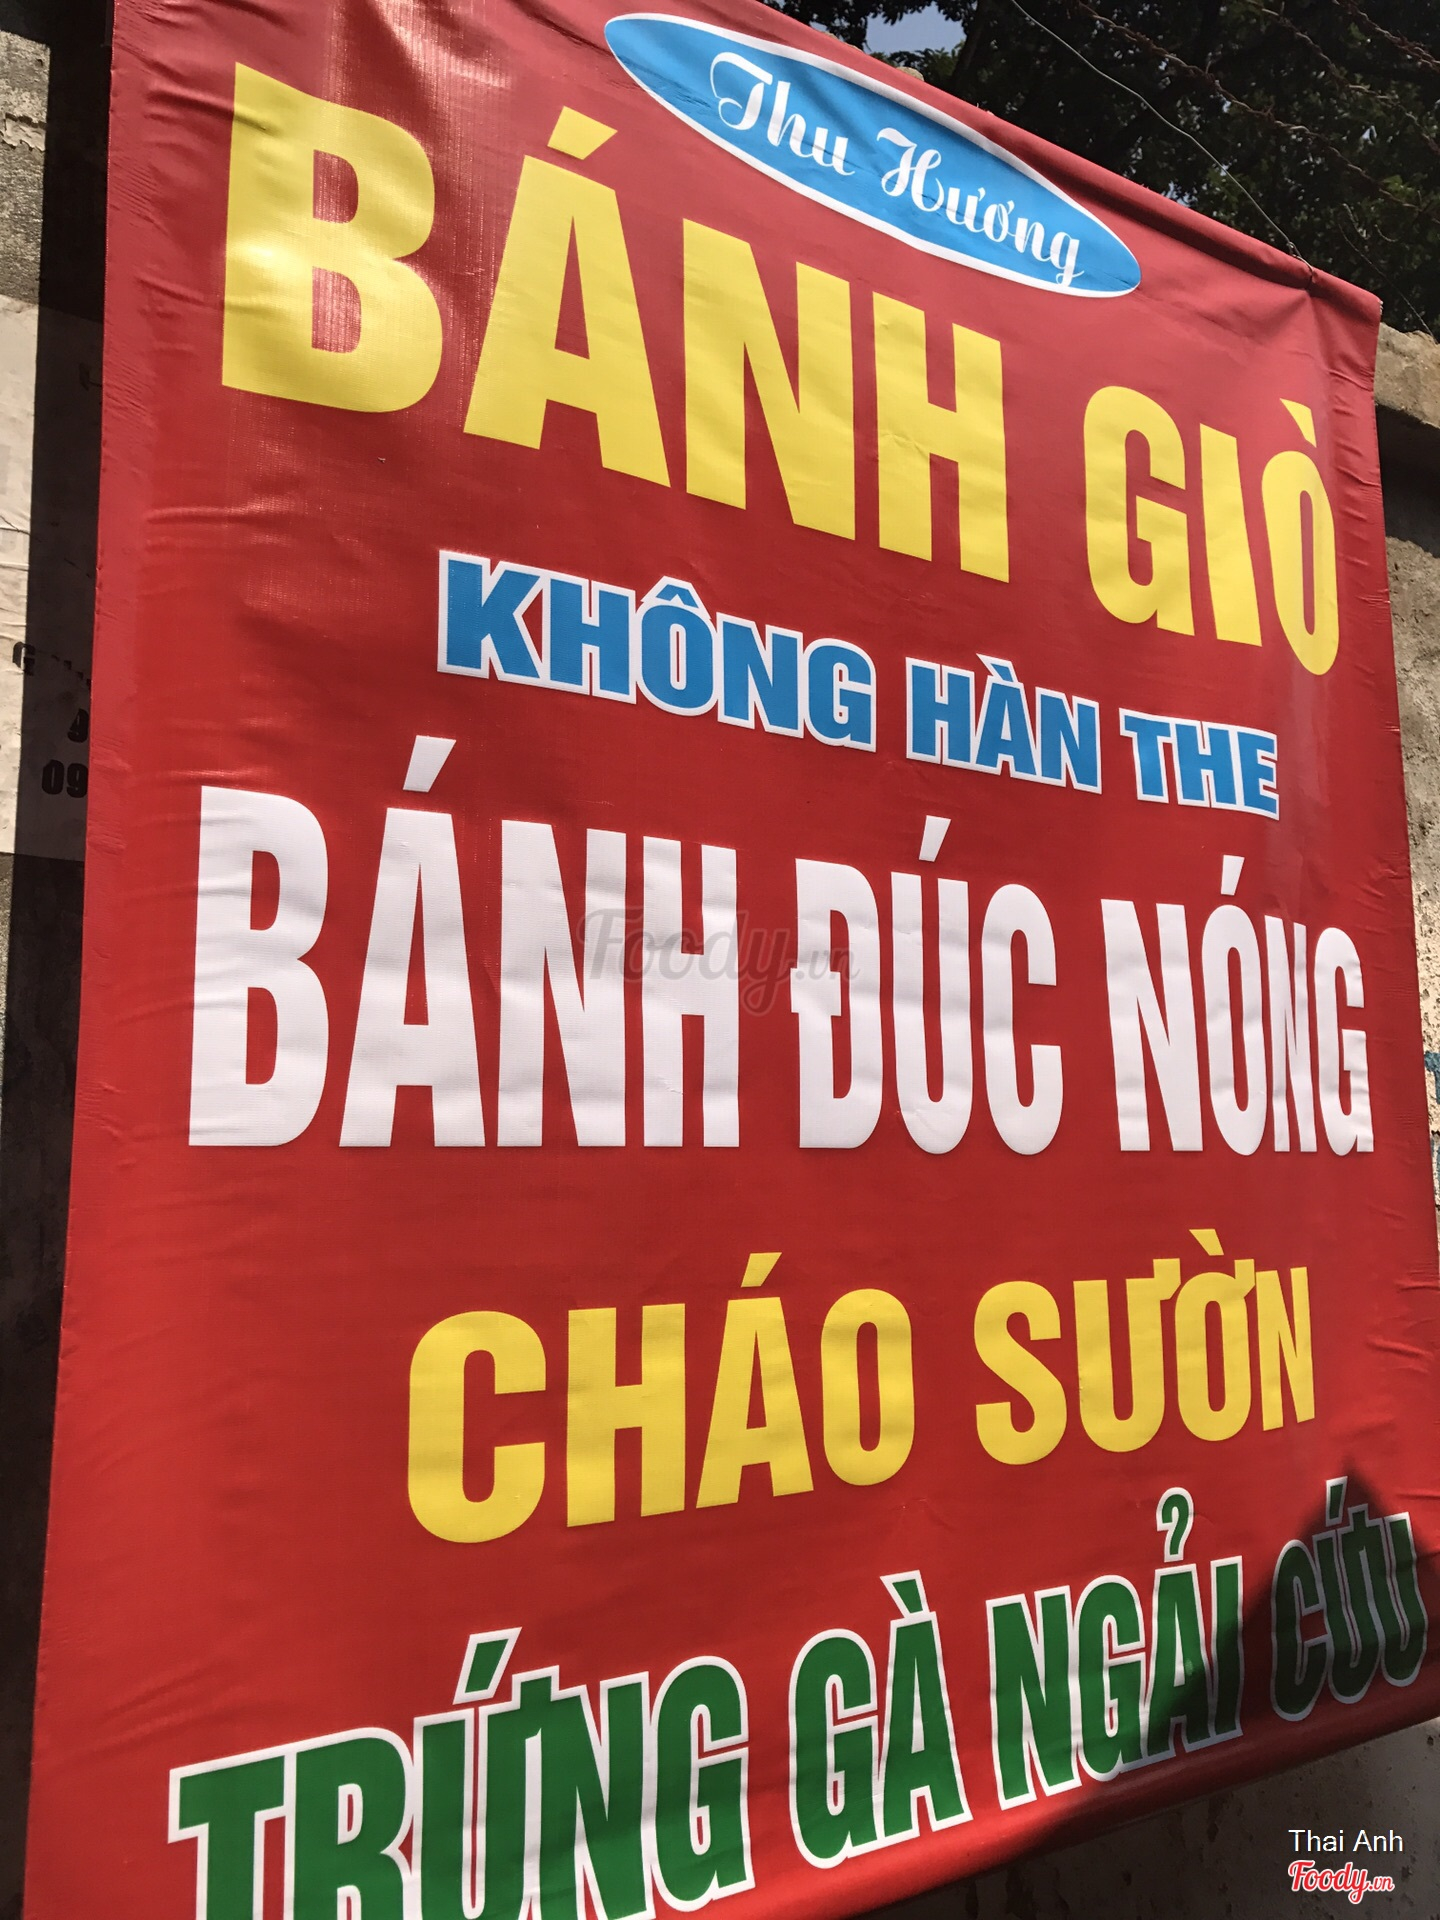 Thu Hương
BÁNH GIÒ
KHÔNG HÀN THE
BÁNH ĐÚC NÓNG
Foody.vn
CHÁO SƯỜN
TRỨNG GÀ NGẢI CỨU
Thai Anh
Foody.vn
09